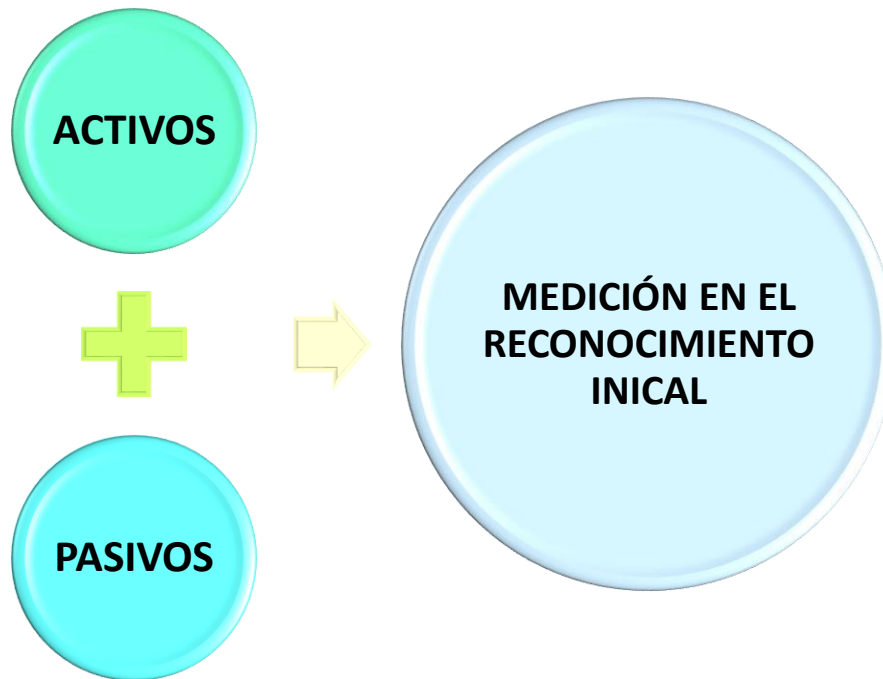 ACTIVOS
PASIVOS
MEDICIÓN EN EL
RECONOCIMIENTO
INICAL